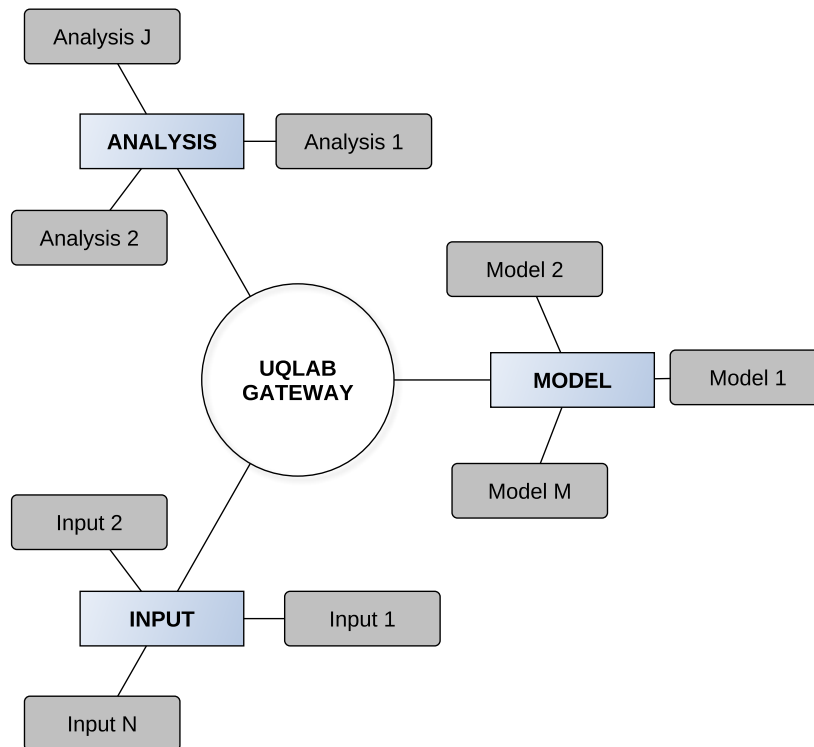 Analysis J
ANALYSIS
Analysis 1
Analysis 2
Model 2
UQLAB
GATEWAY
MODEL
Model 1
Model M
Input 2
INPUT
Input 1
Input N